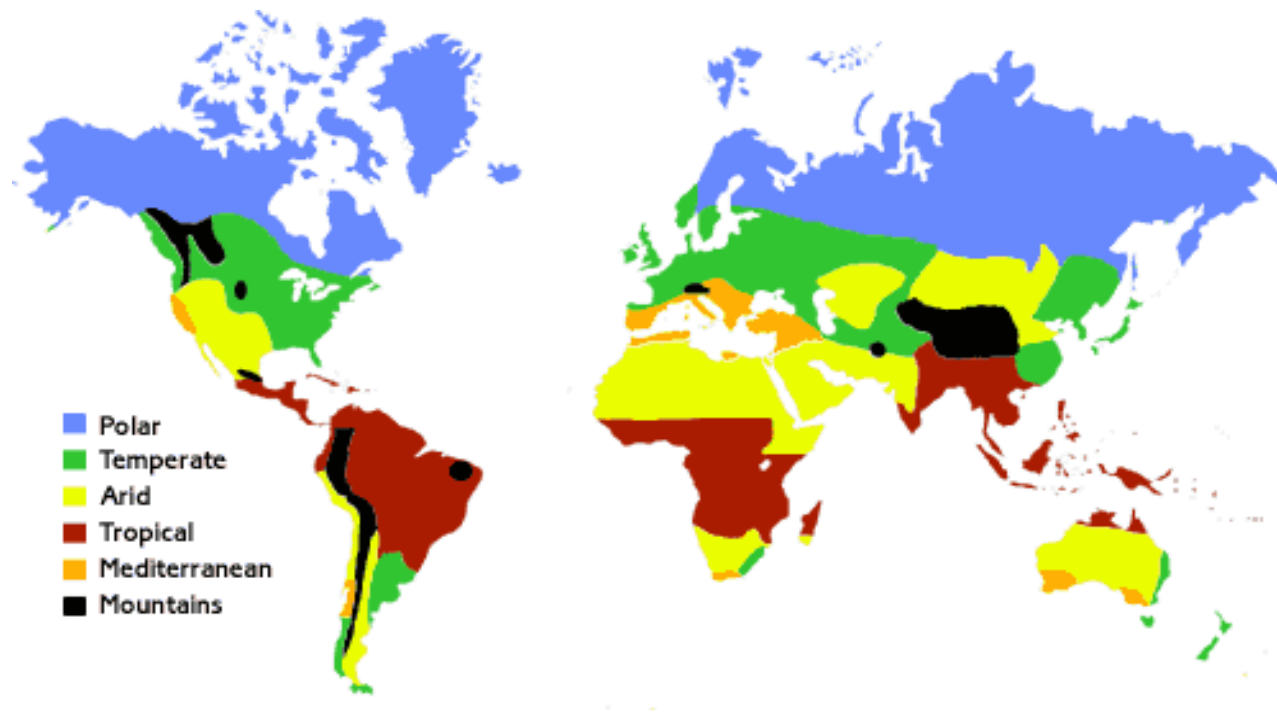 Polar
Temperate
Arid
Tropical
Mediterranean
Mountains